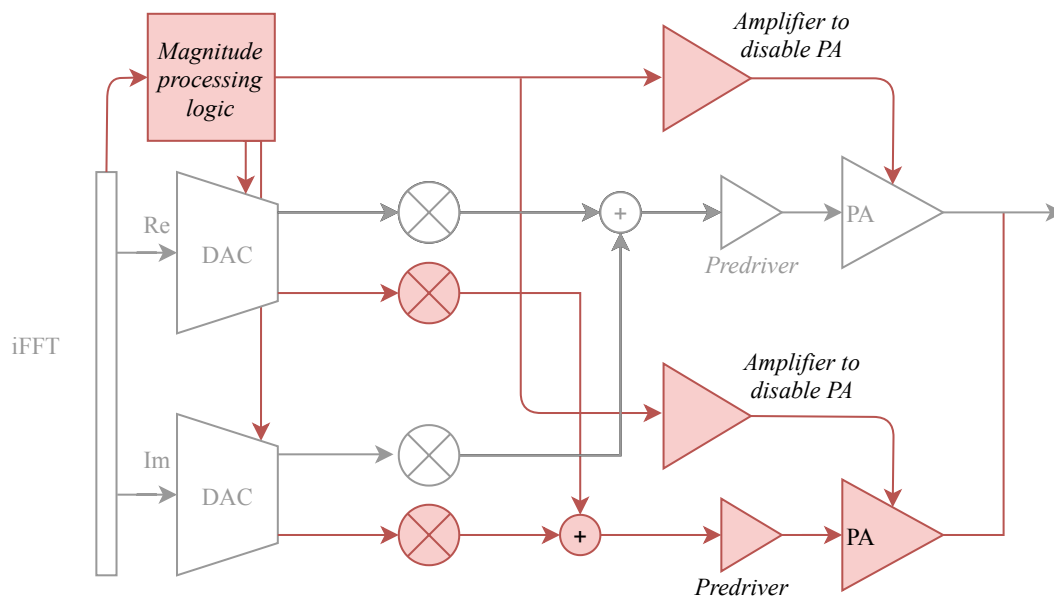 Magnitude
processing
logic
Amplifier to
disable PA
Re
DAC
+
PA
Predriver
iFFT
Amplifier to
disable PA
Im
DAC
+
PA
Predriver